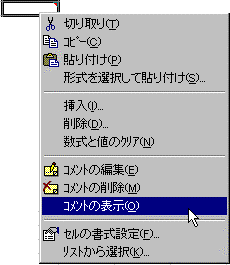 切り取り(T)
ｺﾋﾟｰ(C)
貼り付け(P)
形式を選択して貼り付け(S)...
挿入(I)...
削除(D)...
数式と値のｸﾘｱ(N)
ｺﾒﾝﾄの編集(E)
ｺﾒﾝﾄの削除(M)
ｺﾒﾝﾄの表示(O)
ｾﾙの書式設定(F)...
ﾘｽﾄから選択(K)...